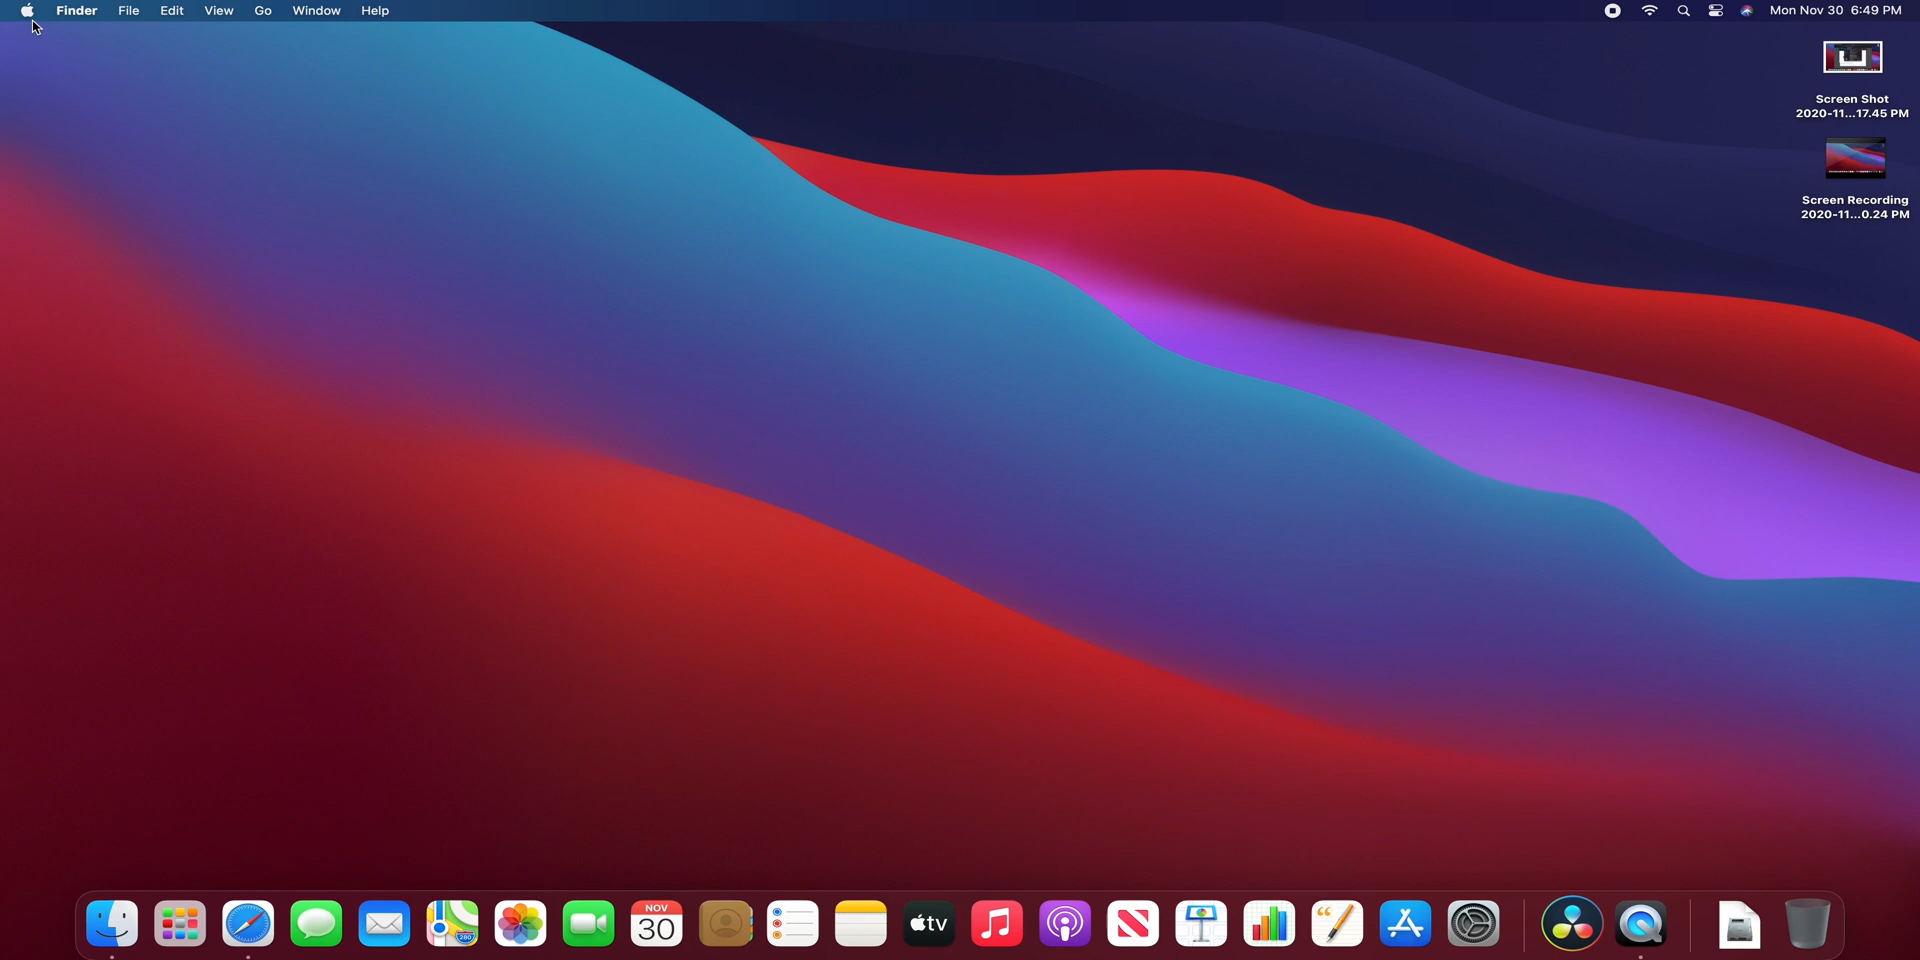 Finder File Edit View Go Window Help Mon Nov 30 6:49 PM
Screen Shot
2020-11...17.45 PM
Screen Recording
2020-11...0.24 PM
NOV
30
tv
280